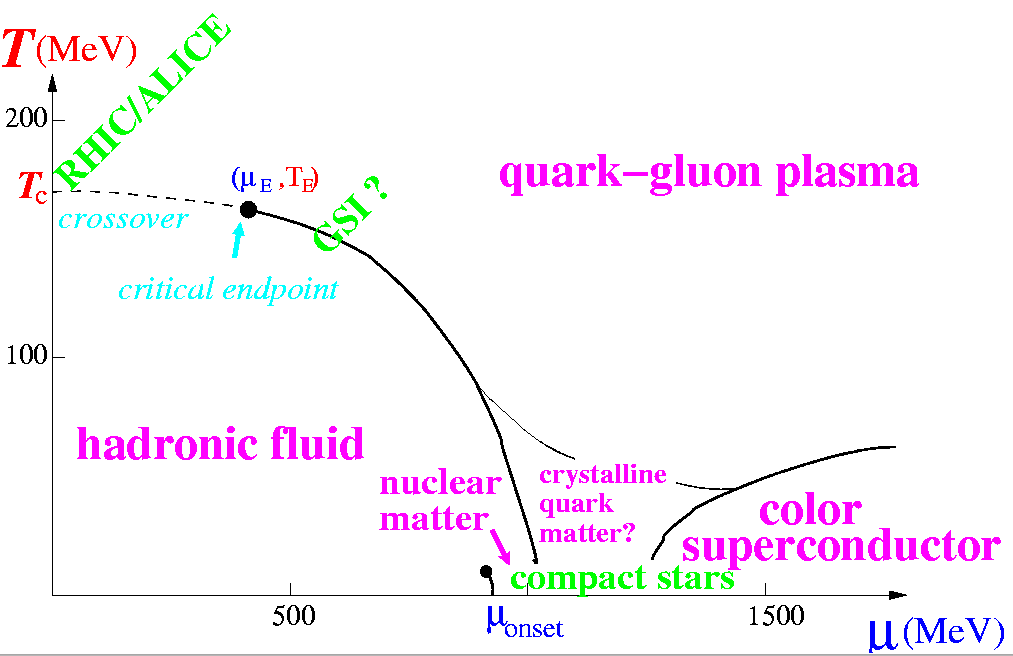 T (MeV)
RHIC/ALICE
200
quark−gluon plasma
(μE ,TE)
GSI ?
Tc
crossover
critical endpoint
100
hadronic fluid
nuclear
matter
crystalline
quark
matter?
color
superconductor
compact stars
500
μonset
1500
μ (MeV)